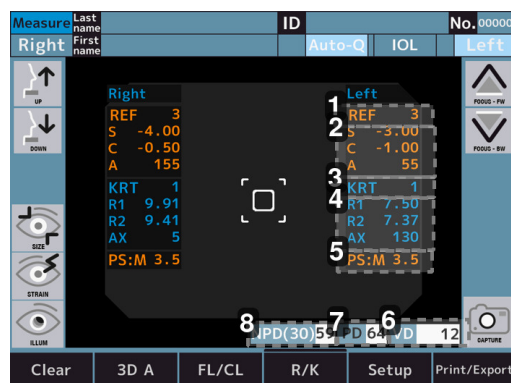 Measure Last name ID No. 00000
Right First name Auto-Q IOL Left
UP
DOWN
SIZE
STRAIN
ILLUM
Right
REF 3
S -4.00
C -0.50
A 155
KRT 1
R1 9.91
R2 9.41
AX 5
PS:M 3.5
Left
1 REF 3
2 S -3.00
C -1.00
A 55
3 KRT 1
4 R1 7.50
R2 7.37
AX 130
5 PS:M 3.5
FOCUS - FW
FOCUS - BW
CAPTURE
8 NPD(30) 59 7 PD 64 6 VD 12
Clear 3D A FL/CL R/K Setup Print/Export